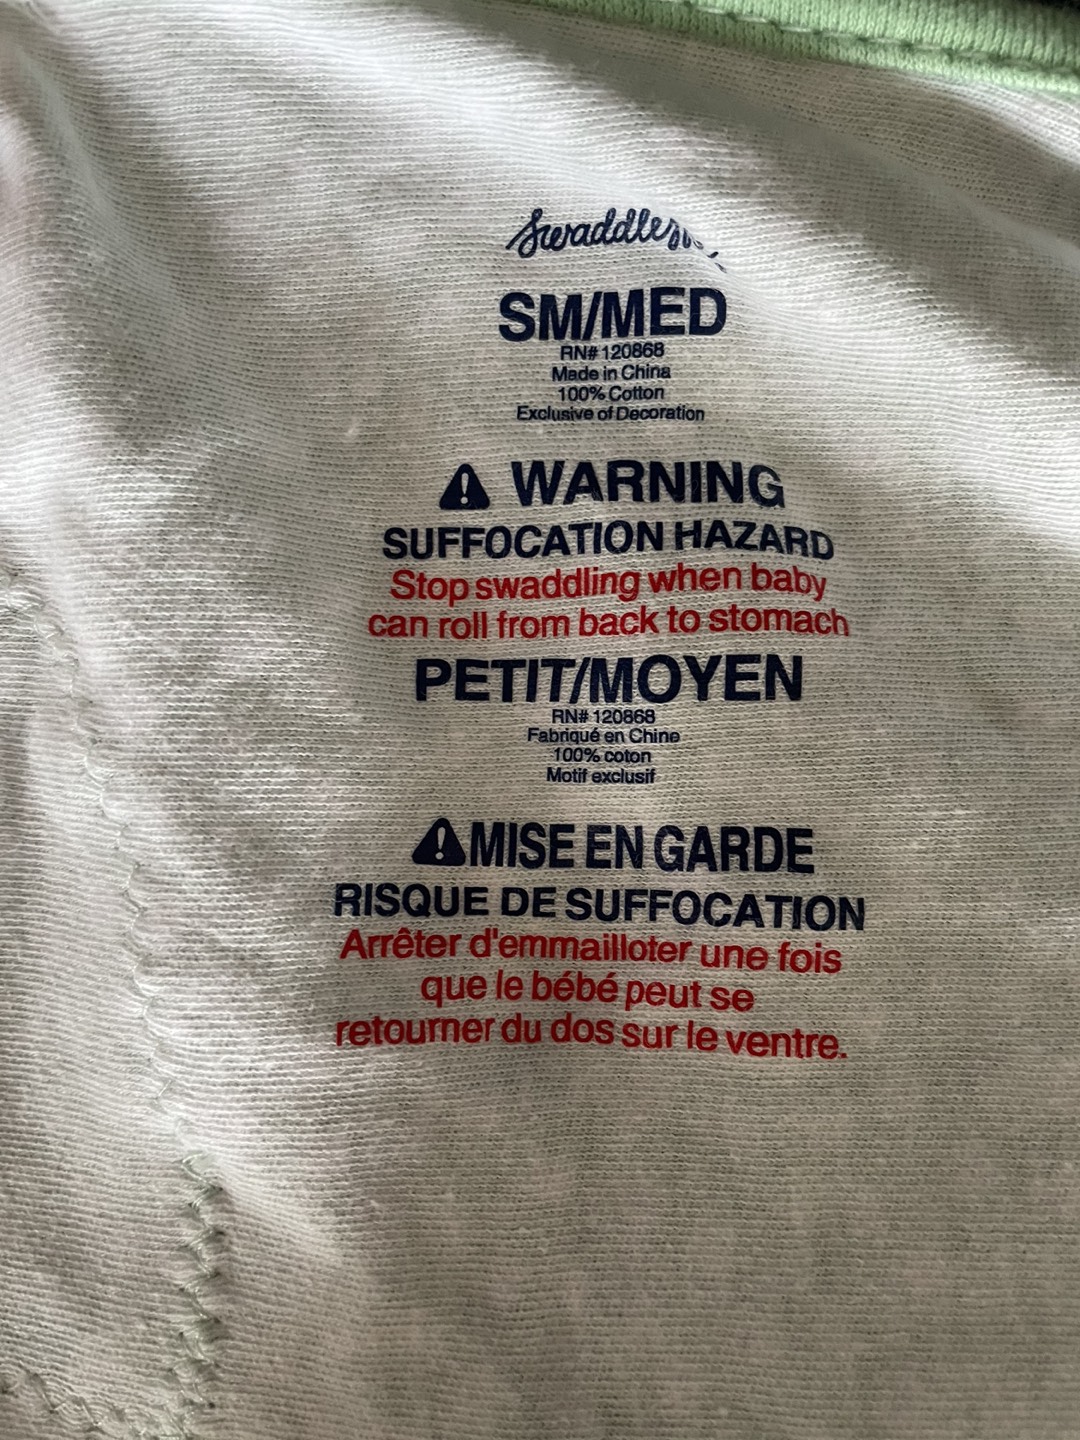 SM/MED
RN# 120868
Made in China
100% Cotton
Exclusive of Decoration
WARNING
SUFFOCATION HAZARD
Stop swaddling when baby
can roll from back to stomach
PETIT/MOYEN
RN# 120868
Fabriqué en Chine
100% coton
Motif exclusif
MISE EN GARDE
RISQUE DE SUFFOCATION
Arrêter d'emmailloter une fois
que le bébé peut se
retourner du dos sur le ventre.